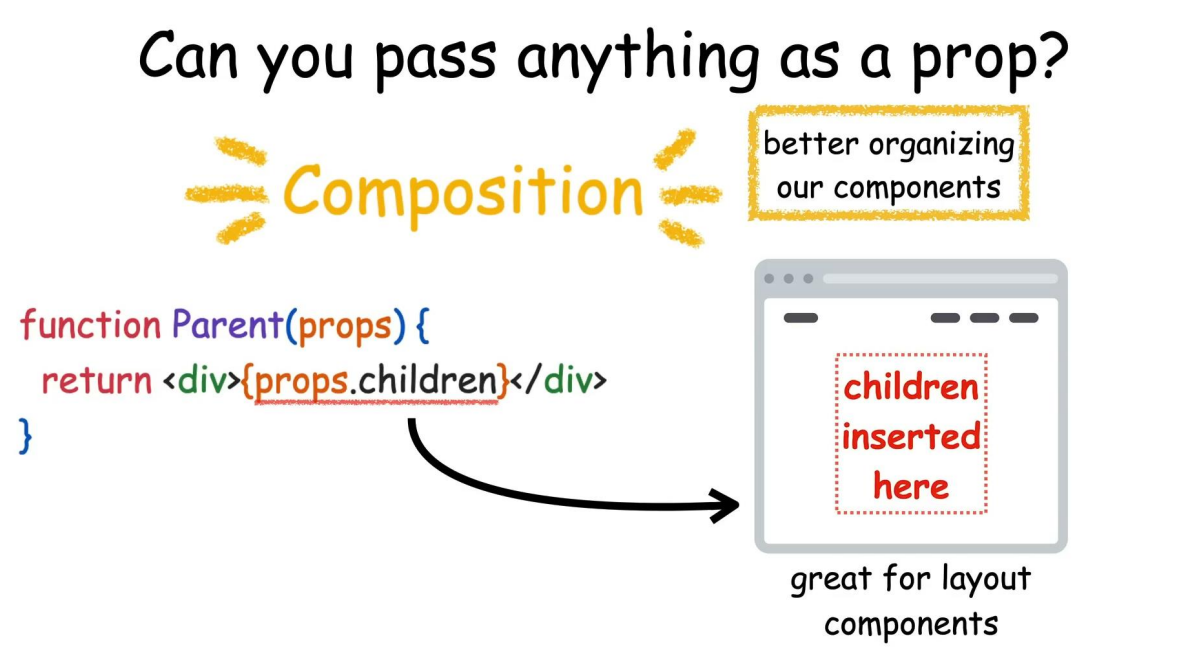 Can you pass anything as a prop?
Composition
better organizing
our components
function Parent(props) {
return <div>{props.children}</div>
}
children
inserted
here
great for layout
components